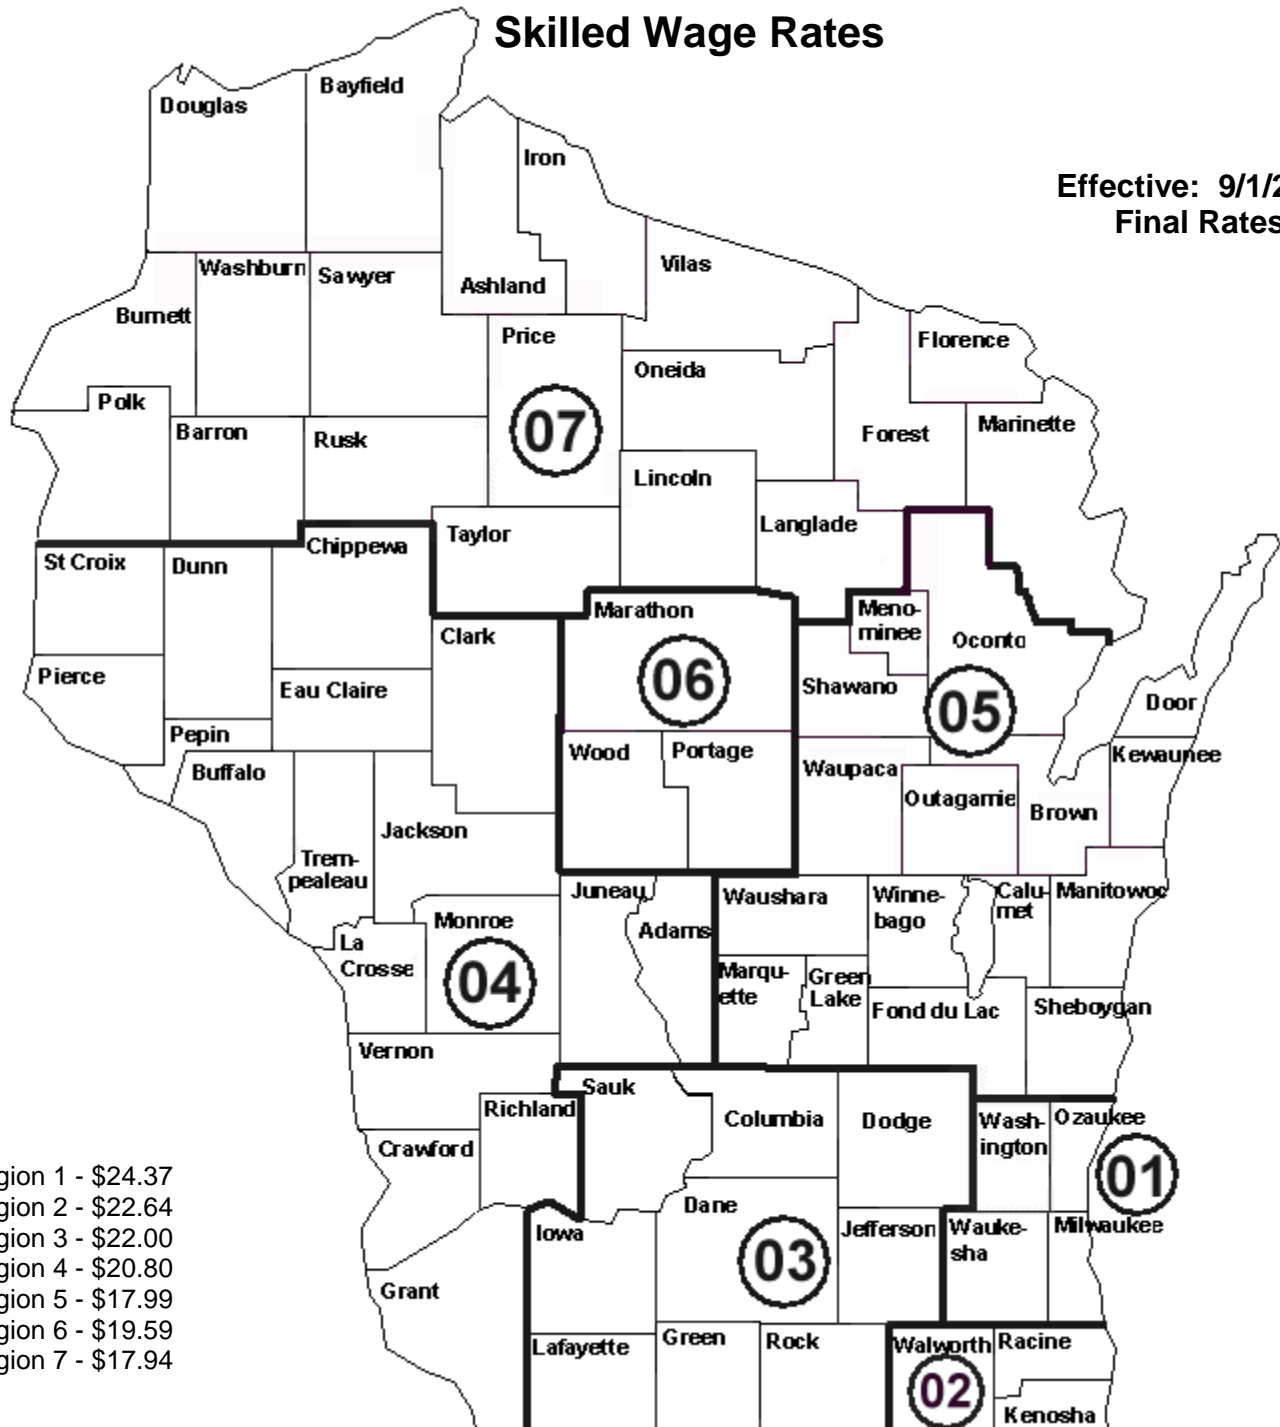 Skilled Wage Rates
Effective: 9/1/2
Final Rates
Douglas
Bayfield
Iron
Vilas
Ashland
Washburn
Sawyer
Burnett
Price
Florence
Oneida
Polk
Barron
Rusk
07
Forest
Marinette
Lincoln
Langlade
Taylor
Chippewa
St Croix
Dunn
Marathon
Meno-
minee
Oconto
Clark
06
Pierce
Eau Claire
Shawano
05
Door
Pepin
Buffalo
Wood
Portage
Waupaca
Kewaunee
Outagamie
Brown
Jackson
Trem-
pealeau
Juneau
Adams
Waushara
Winne-
bago
Calu-
met
Manitowoc
Monroe
La
Crosse
04
Marqu-
ette
Green
Lake
Fond du Lac
Sheboygan
Vernon
Sauk
Richland
Columbia
Dodge
Wash-
ington
Ozaukee
Crawford
01
Dane
Iowa
Jefferson
Wauke-
sha
Milwaukee
03
Grant
Lafayette
Green
Rock
Walworth
Racine
02
Kenosha
gion 1 - $24.37
gion 2 - $22.64
gion 3 - $22.00
gion 4 - $20.80
gion 5 - $17.99
gion 6 - $19.59
gion 7 - $17.94